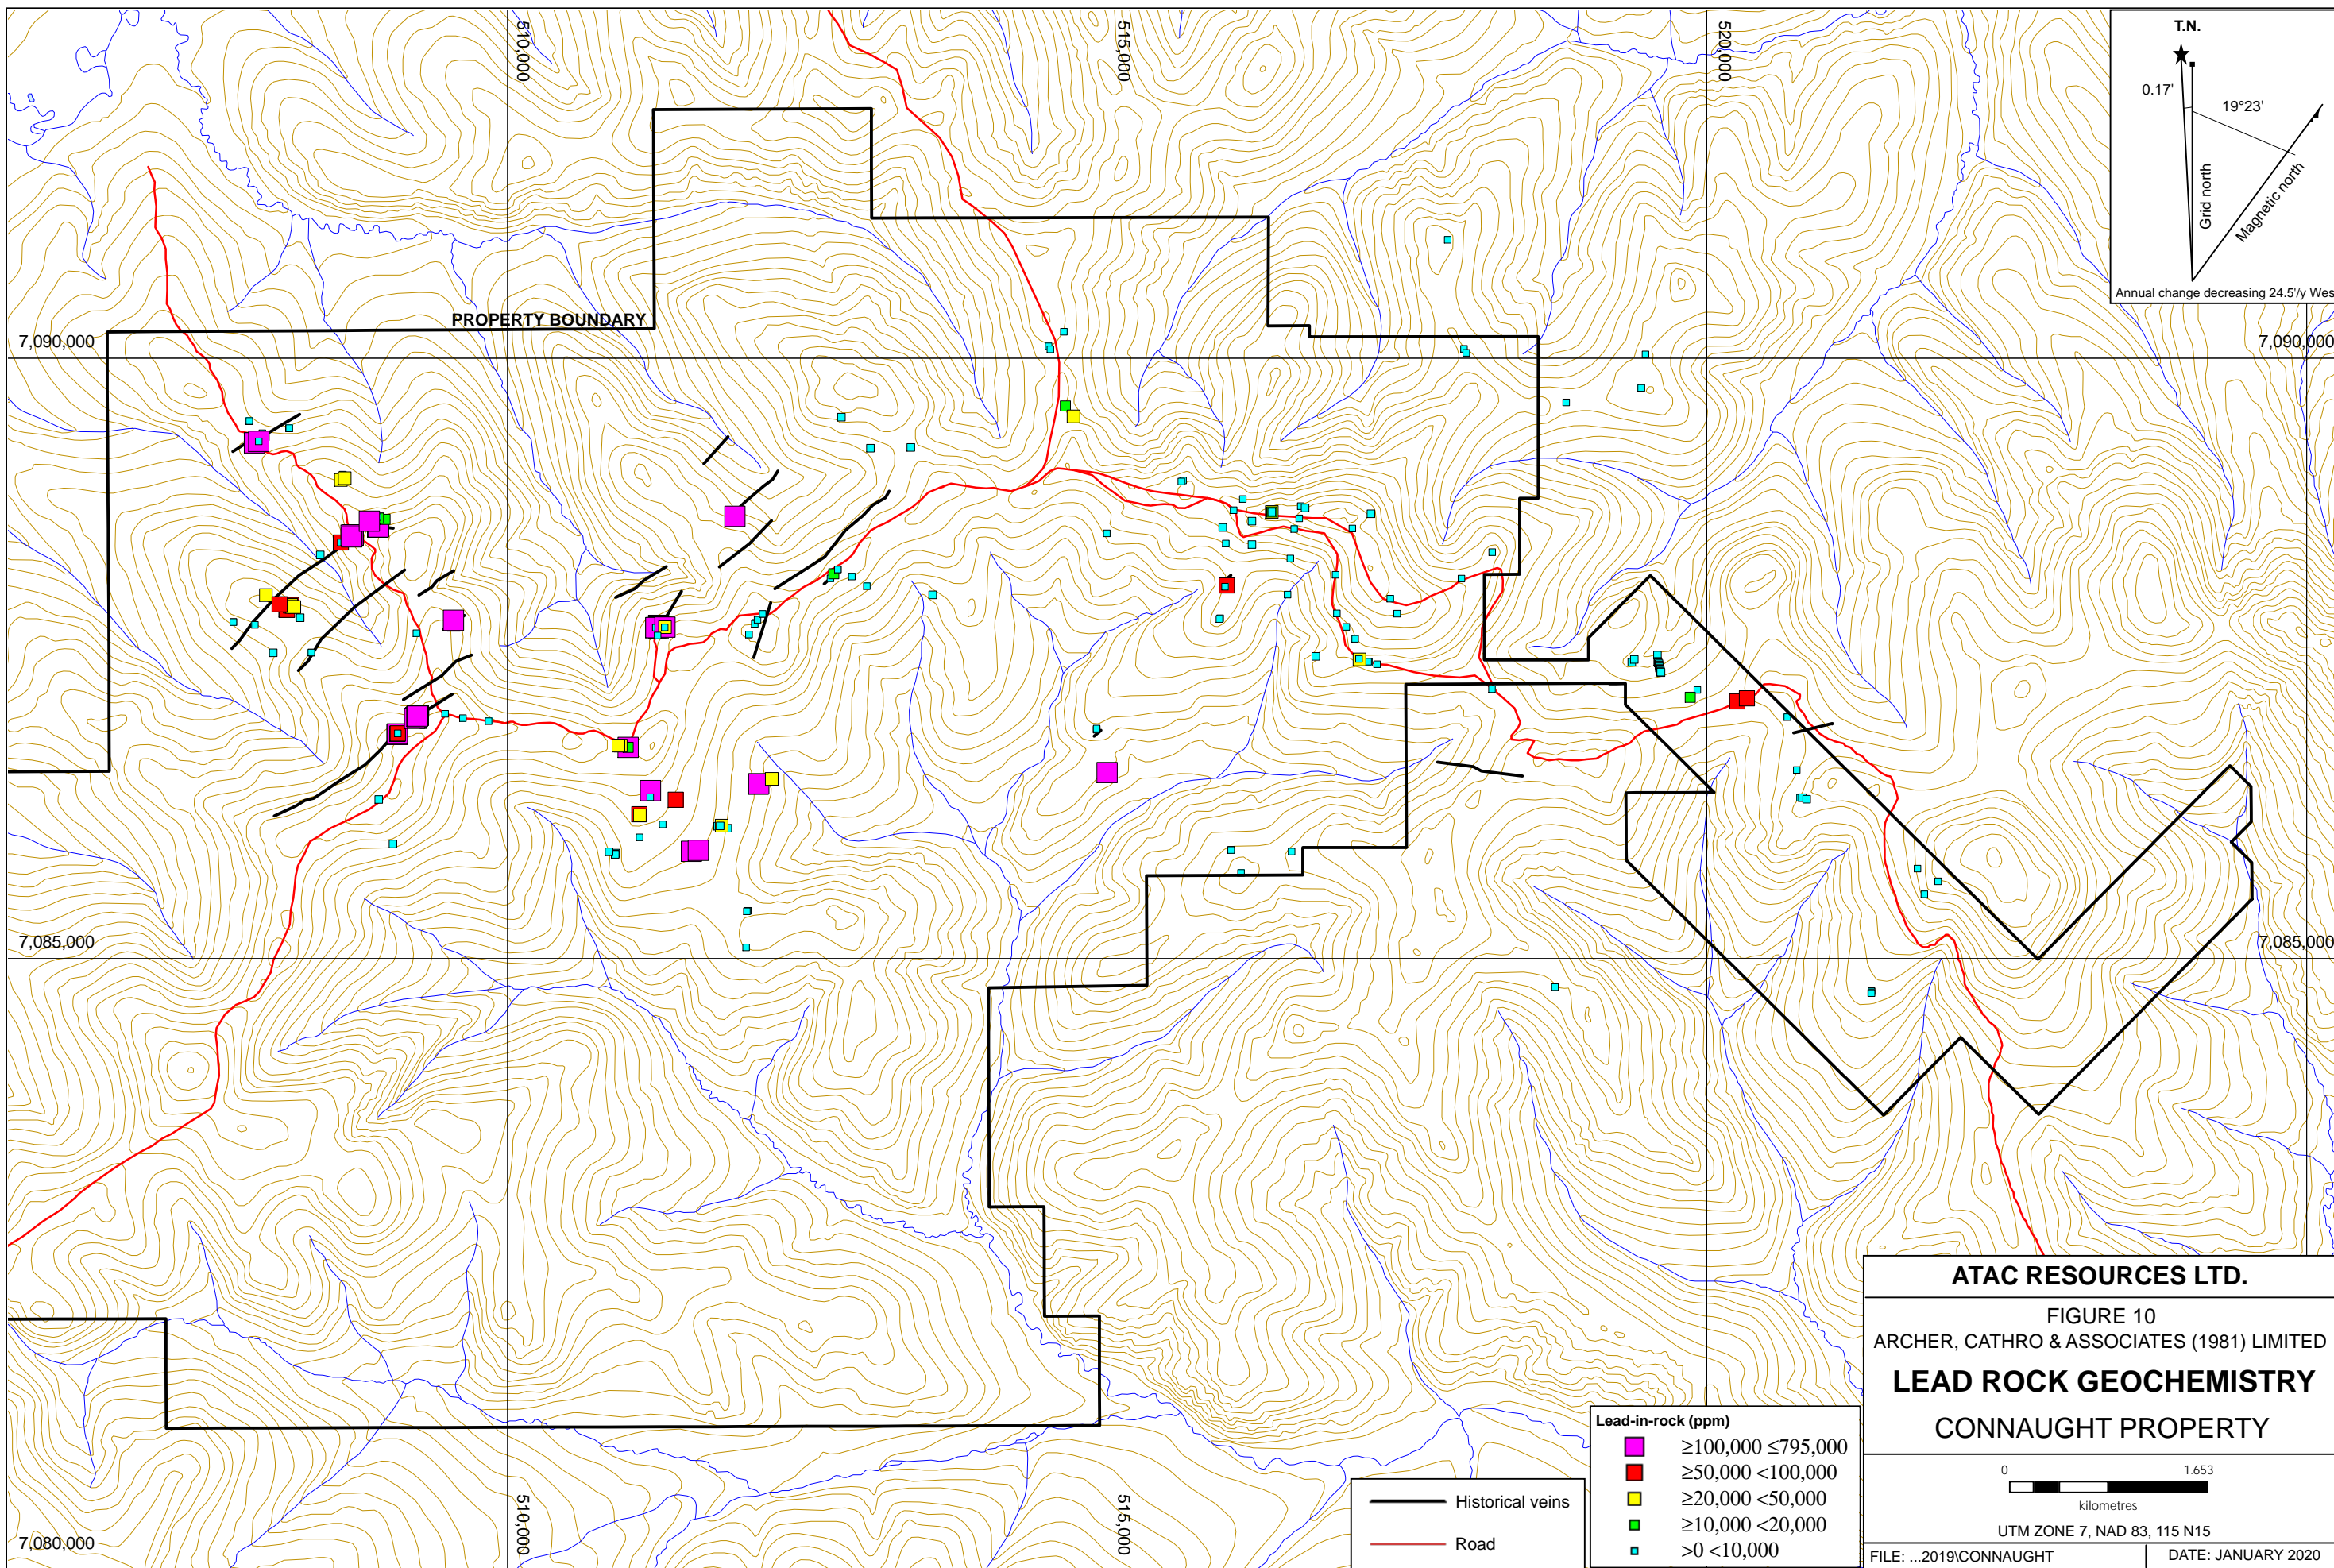 510,000
515,000
520,000
T.N.
0.17'
19°23'
Grid north
Magnetic north
Annual change decreasing 24.5'/y Wes
PROPERTY BOUNDARY
7,090,000
7,090,000
7,085,000
7,085,000
7,080,000
510,000
515,000
Historical veins
Road
Lead-in-rock (ppm)
≥100,000 ≤795,000
≥50,000 <100,000
≥20,000 <50,000
≥10,000 <20,000
>0 <10,000
ATAC RESOURCES LTD.
FIGURE 10
ARCHER, CATHRO & ASSOCIATES (1981) LIMITED
LEAD ROCK GEOCHEMISTRY
CONNAUGHT PROPERTY
0 1.653
kilometres
UTM ZONE 7, NAD 83, 115 N15
FILE: ...2019\CONNAUGHT DATE: JANUARY 2020